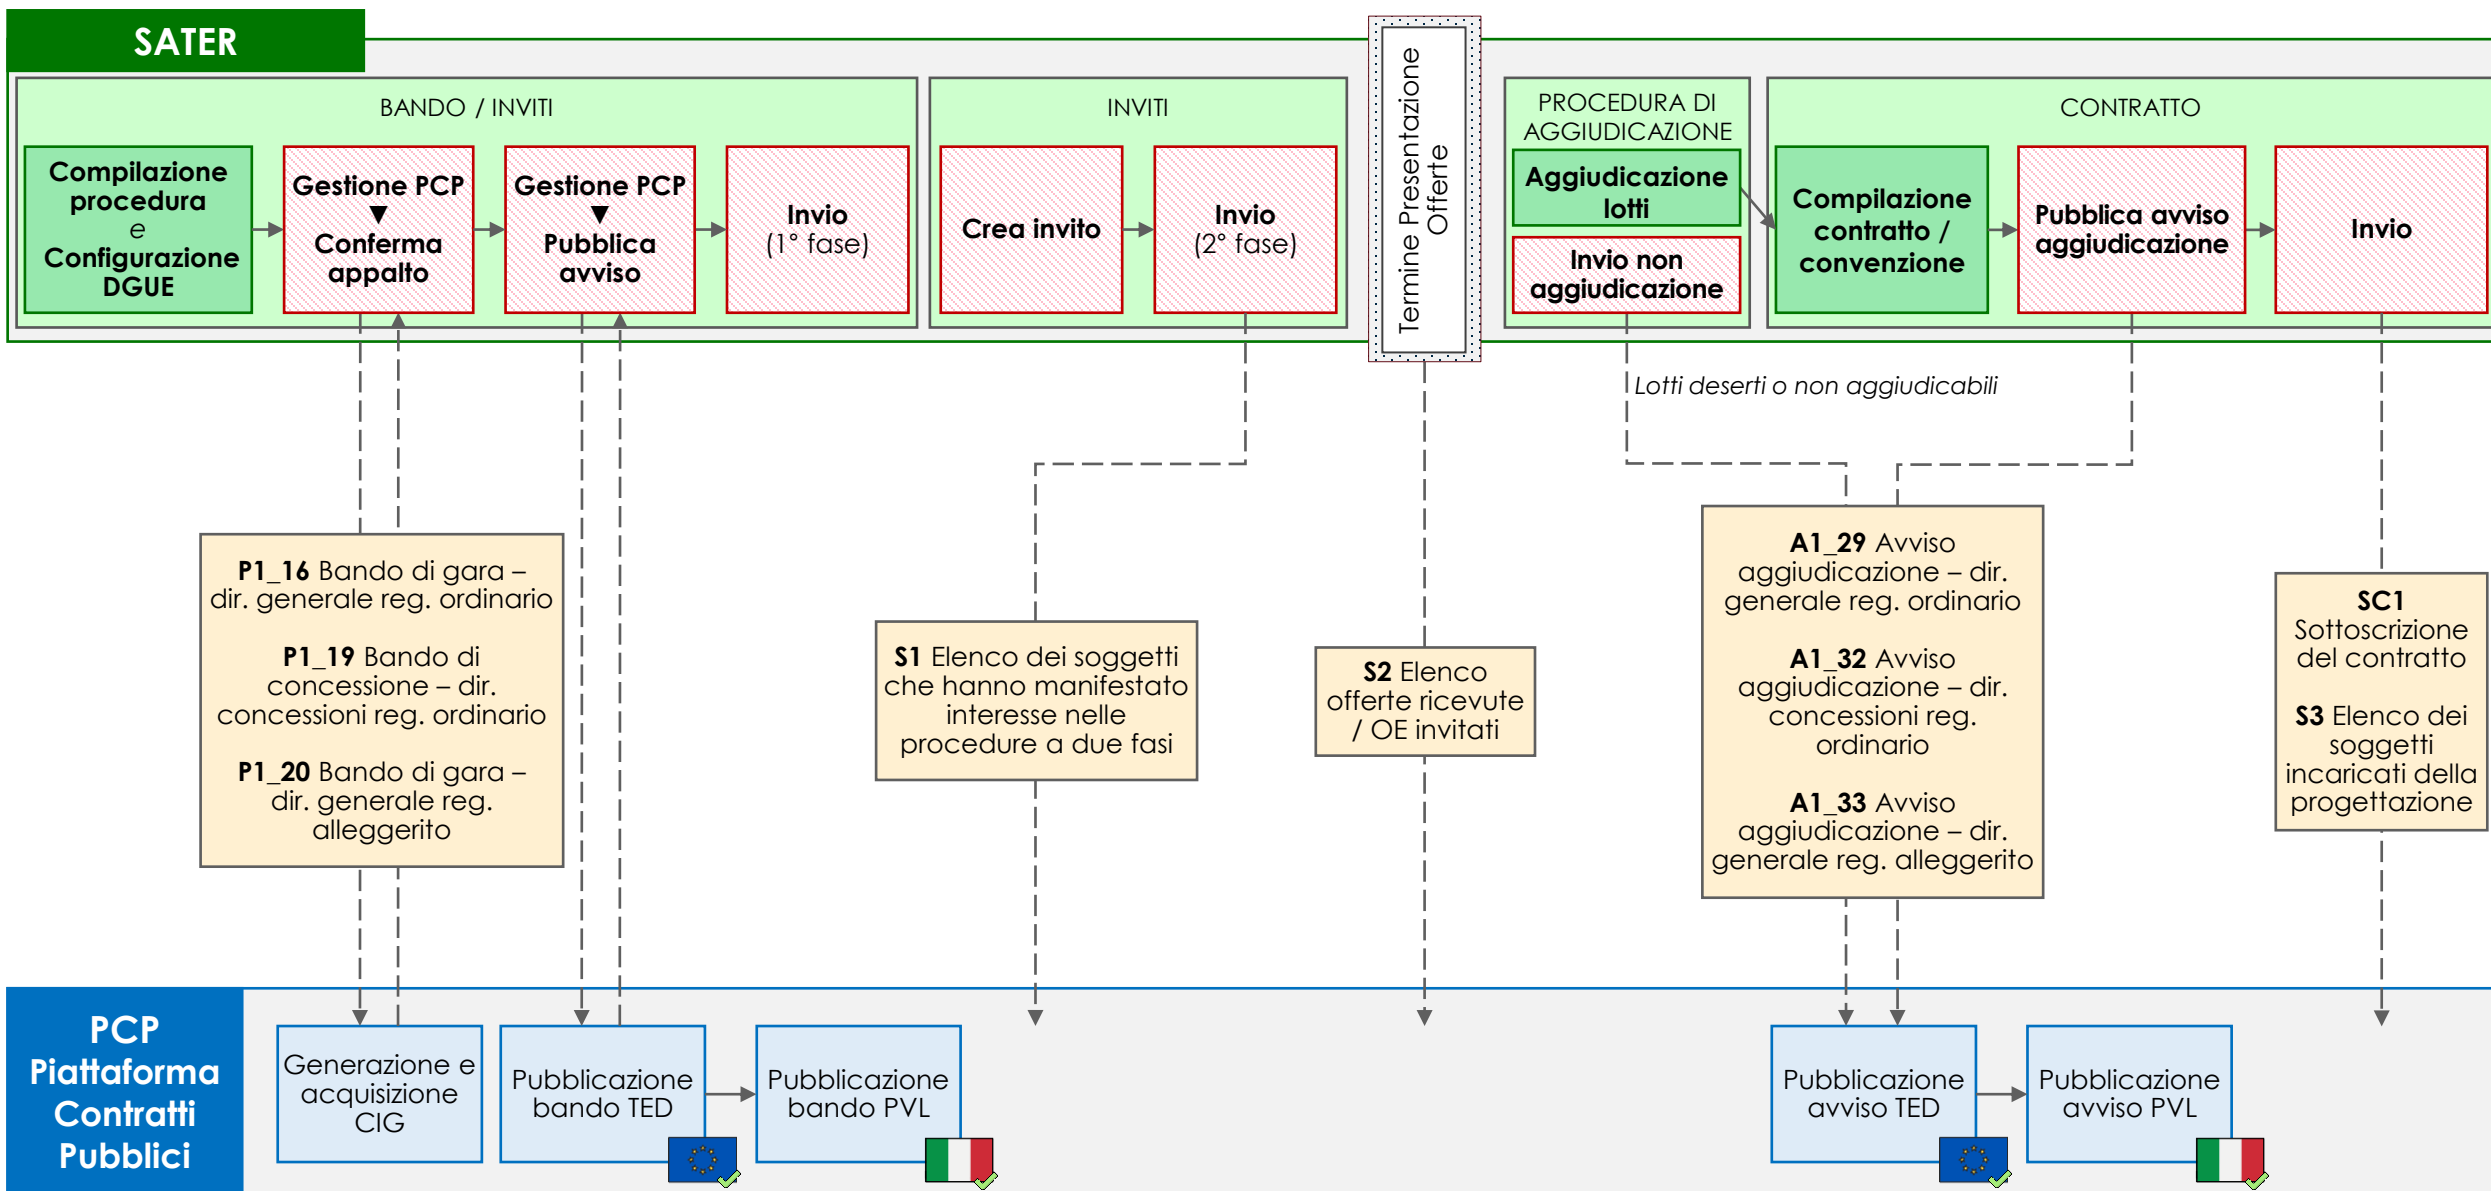 SATER
BANDO / INVITI
Compilazione
procedura
e
Configurazione
DGUE
Gestione PCP
▼
Conferma
appalto
Gestione PCP
▼
Pubblica
avviso
Invio
(1° fase)
INVITI
Crea invito
Invio
(2° fase)
Termine Presentazione
Offerte
PROCEDURA DI
AGGIUDICAZIONE
Aggiudicazione
lotti
Invio non
aggiudicazione
CONTRATTO
Compilazione
contratto /
convenzione
Pubblica avviso
aggiudicazione
Invio
Lotti deserti o non aggiudicabili
P1_16 Bando di gara –
dir. generale reg. ordinario
P1_19 Bando di
concessione – dir.
concessioni reg. ordinario
P1_20 Bando di gara –
dir. generale reg.
alleggerito
S1 Elenco dei soggetti
che hanno manifestato
interesse nelle
procedure a due fasi
S2 Elenco
offerte ricevute
/ OE invitati
A1_29 Avviso
aggiudicazione – dir.
generale reg. ordinario
A1_32 Avviso
aggiudicazione – dir.
concessioni reg.
ordinario
A1_33 Avviso
aggiudicazione – dir.
generale reg. alleggerito
SC1
Sottoscrizione
del contratto
S3 Elenco dei
soggetti
incaricati della
progettazione
PCP
Piattaforma
Contratti
Pubblici
Generazione e
acquisizione
CIG
Pubblicazione
bando TED
Pubblicazione
bando PVL
Pubblicazione
avviso TED
Pubblicazione
avviso PVL